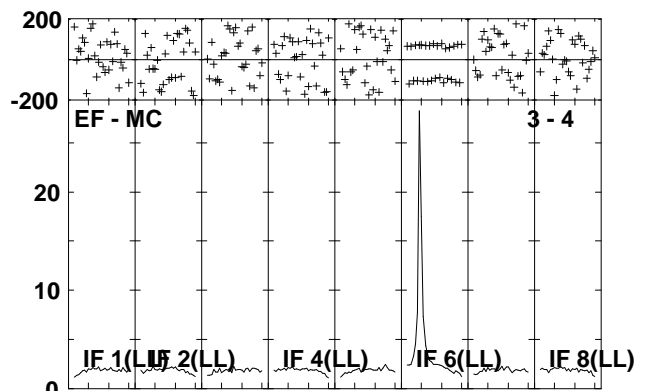 200
-200
EF - MC 3 - 4
20
10
IF 1(LL) IF 2(LL) IF 4(LL) IF 6(LL) IF 8(LL)
0